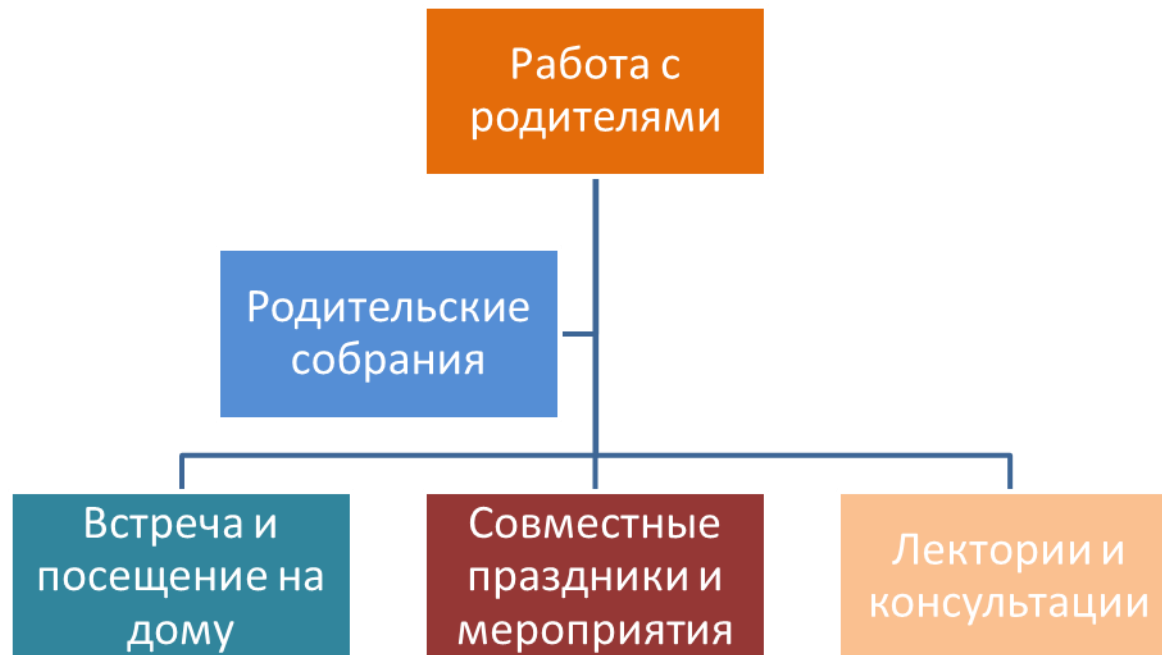 Работа с
родителями
Родительские
собрания
Встреча и
посещение на
дому
Совместные
праздники и
мероприятия
Лектории и
консультации